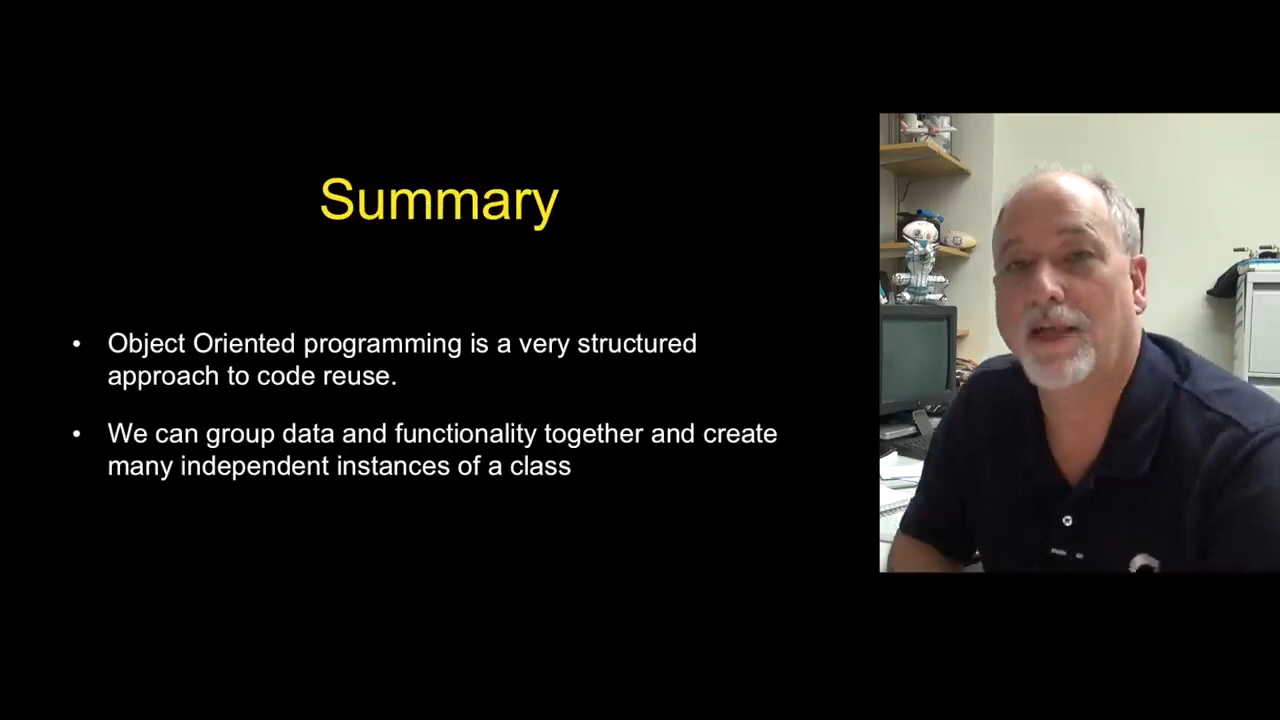 Summary
• Object Oriented programming is a very structured
approach to code reuse.
• We can group data and functionality together and create
many independent instances of a class